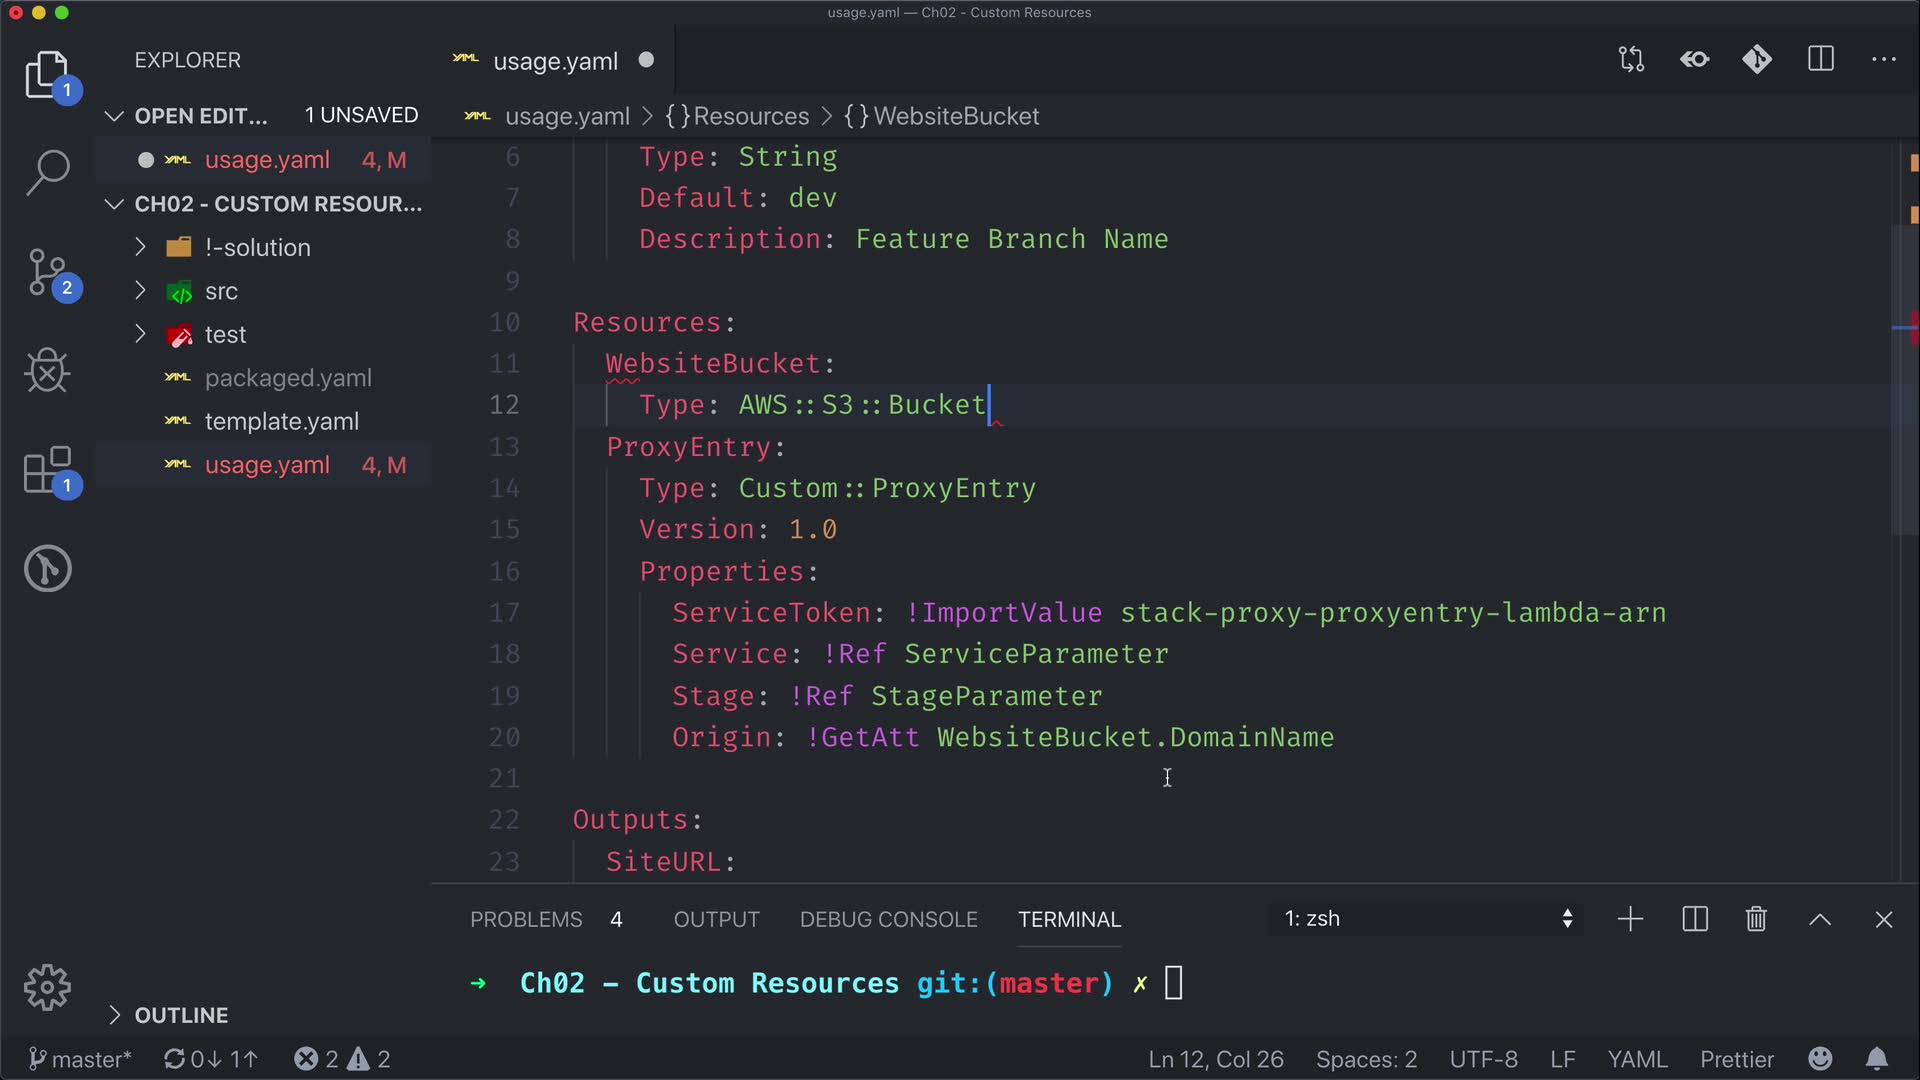 usage.yaml — Ch02 - Custom Resources
EXPLORER
OPEN EDIT... 1 UNSAVED
usage.yaml 4, M
CH02 - CUSTOM RESOUR...
!-solution
src
test
packaged.yaml
template.yaml
usage.yaml 4, M
OUTLINE
1
2
1
usage.yaml
usage.yaml > {} Resources > {} WebsiteBucket
6 Type: String
7 Default: dev
8 Description: Feature Branch Name
9
10 Resources:
11 WebsiteBucket:
12 Type: AWS::S3::Bucket
13 ProxyEntry:
14 Type: Custom::ProxyEntry
15 Version: 1.0
16 Properties:
17 ServiceToken: !ImportValue stack-proxy-proxyentry-lambda-arn
18 Service: !Ref ServiceParameter
19 Stage: !Ref StageParameter
20 Origin: !GetAtt WebsiteBucket.DomainName
21
22 Outputs:
23 SiteURL:
PROBLEMS 4 OUTPUT DEBUG CONSOLE TERMINAL 1: zsh
→ Ch02 - Custom Resources git:(master) ✗
master* 0↓ 1↑ 2 2 Ln 12, Col 26 Spaces: 2 UTF-8 LF YAML Prettier